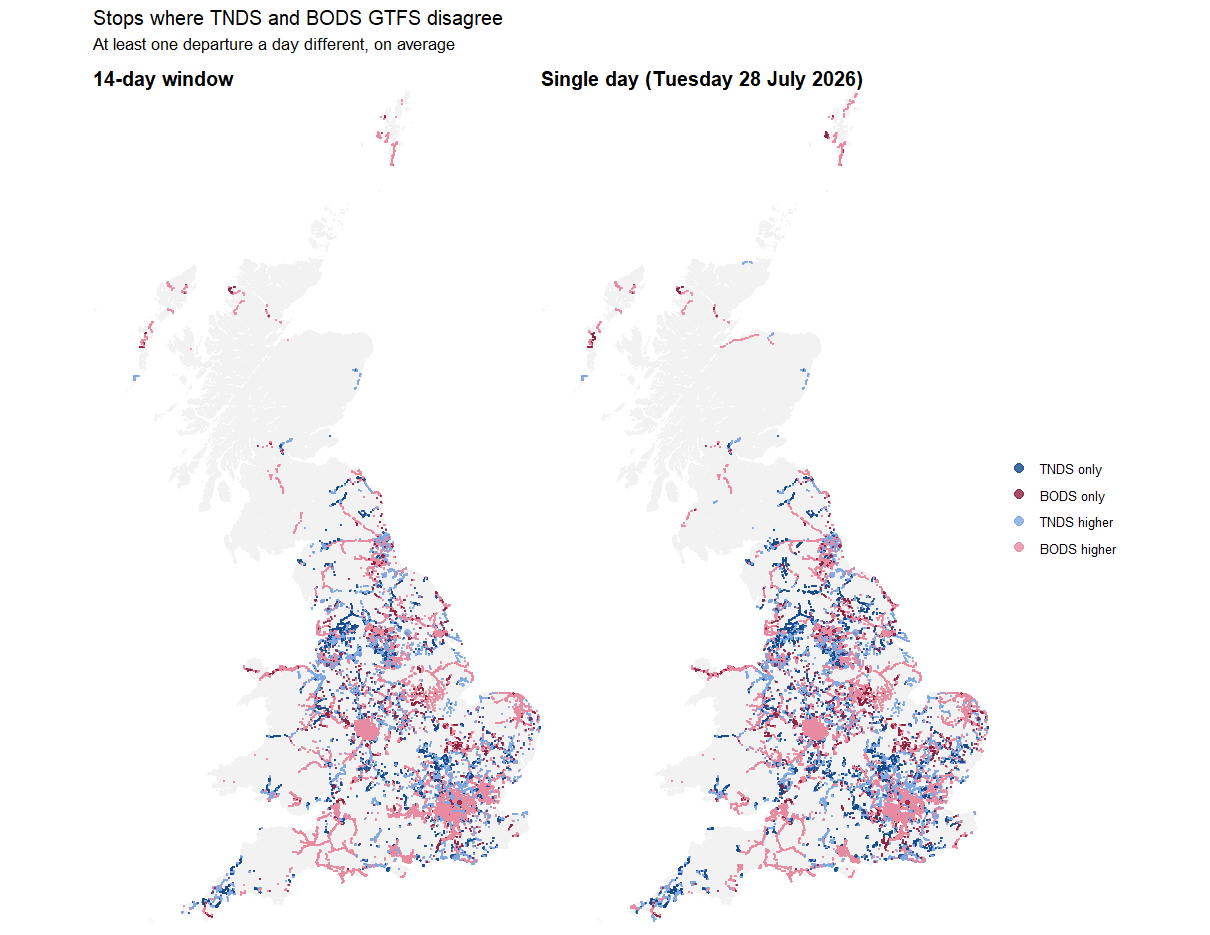 Stops where TNDS and BODS GTFS disagree
At least one departure a day different, on average
14-day window
Single day (Tuesday 28 July 2026)
TNDS only
BODS only
TNDS higher
BODS higher